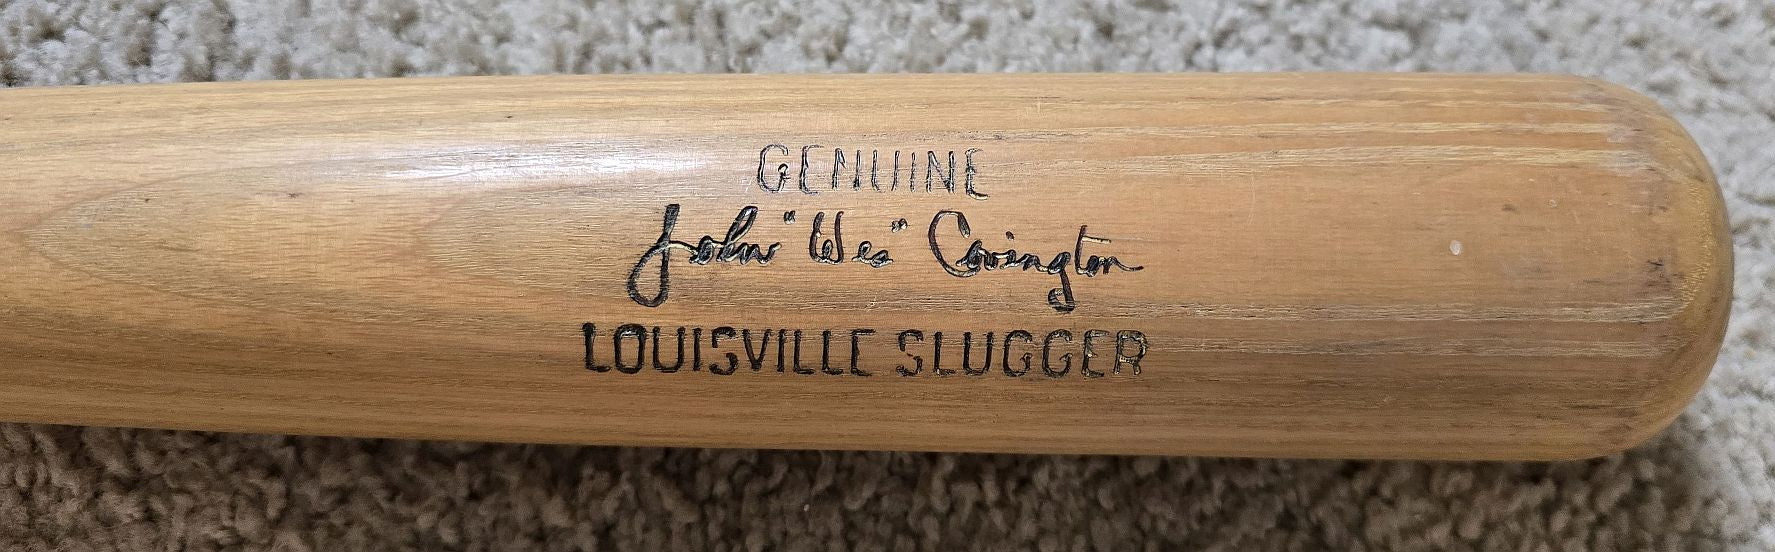 GENUINE
John "Wes" Covington
LOUISVILLE SLUGGER